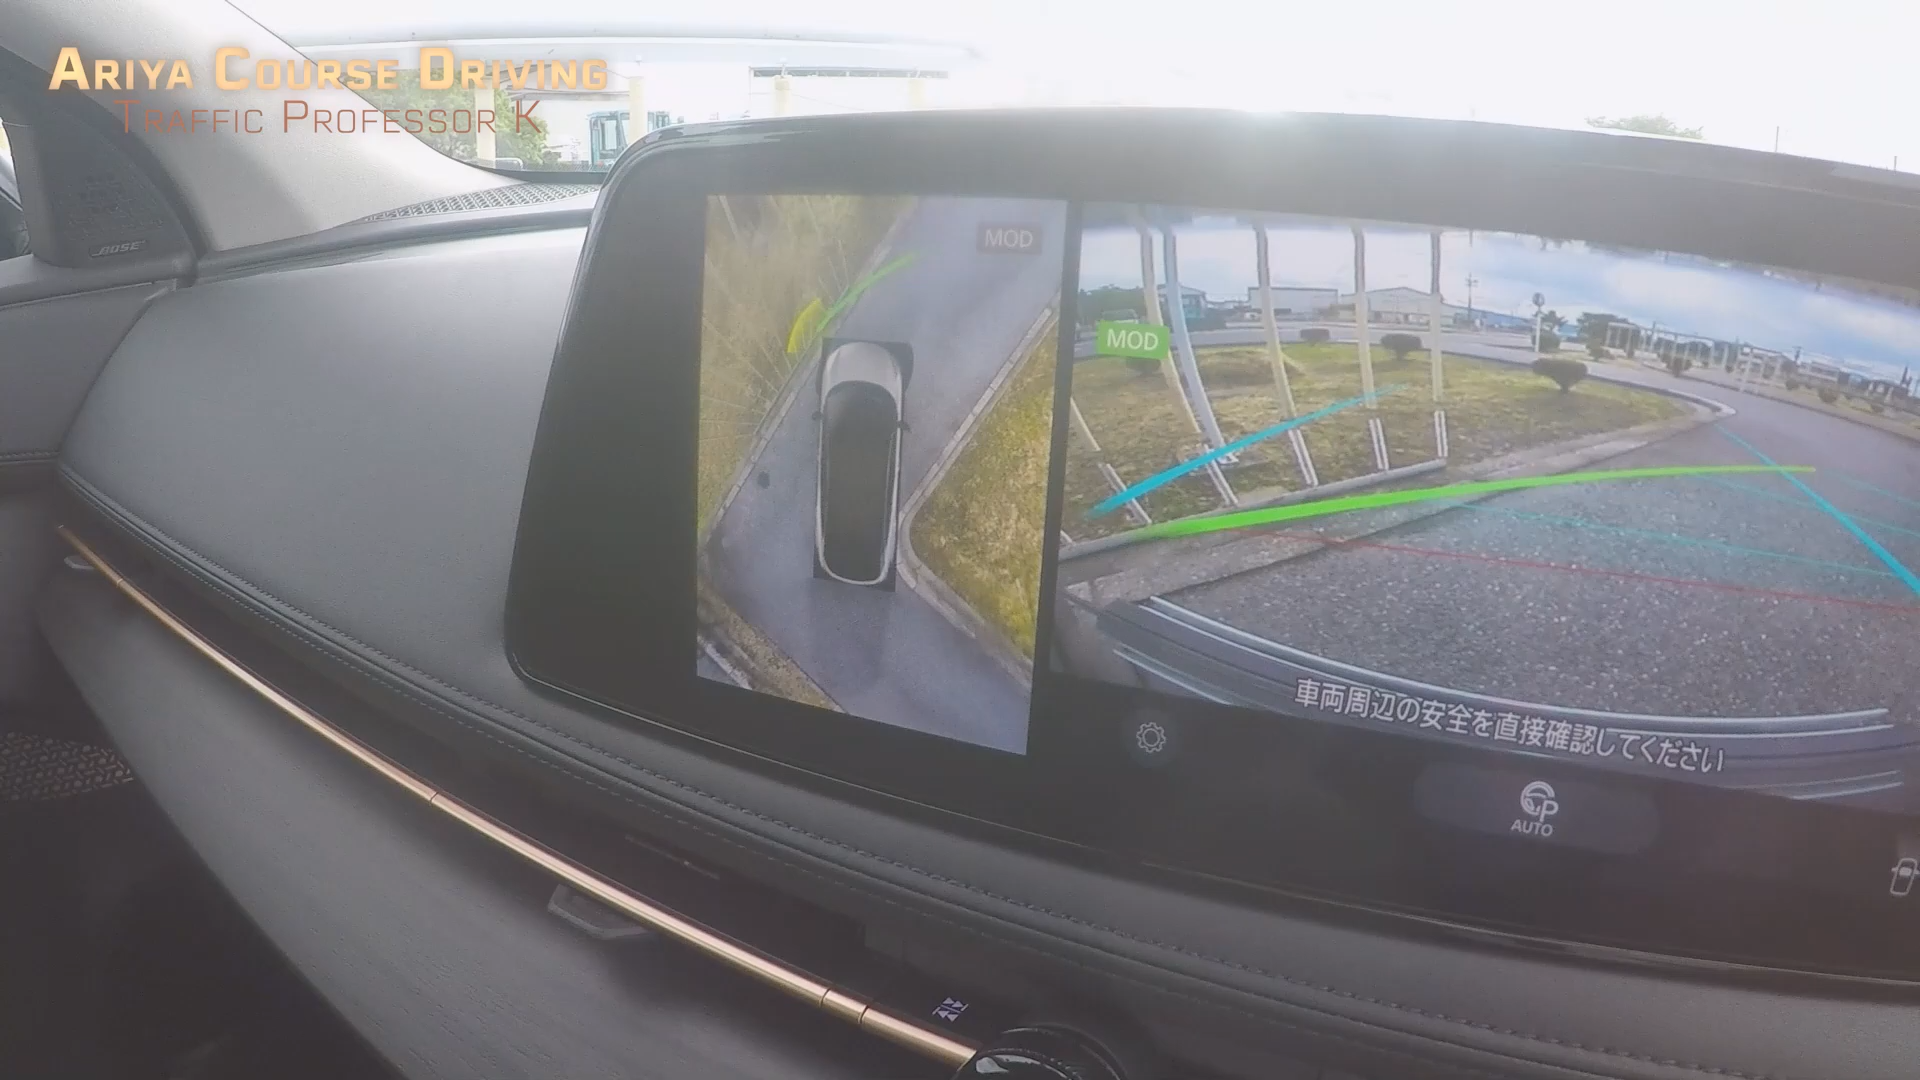 ARIYA COURSE DRIVING
TRAFFIC PROFESSOR K
BOSE
MOD
MOD
車両周辺の安全を直接確認してください
P
AUTO